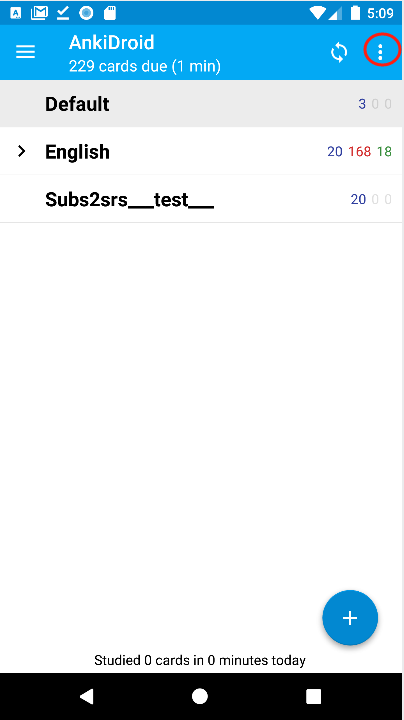 5:09
AnkiDroid
229 cards due (1 min)
Default 3 0 0
English 20 168 18
Subs2srs___test___ 20 0 0
Studied 0 cards in 0 minutes today